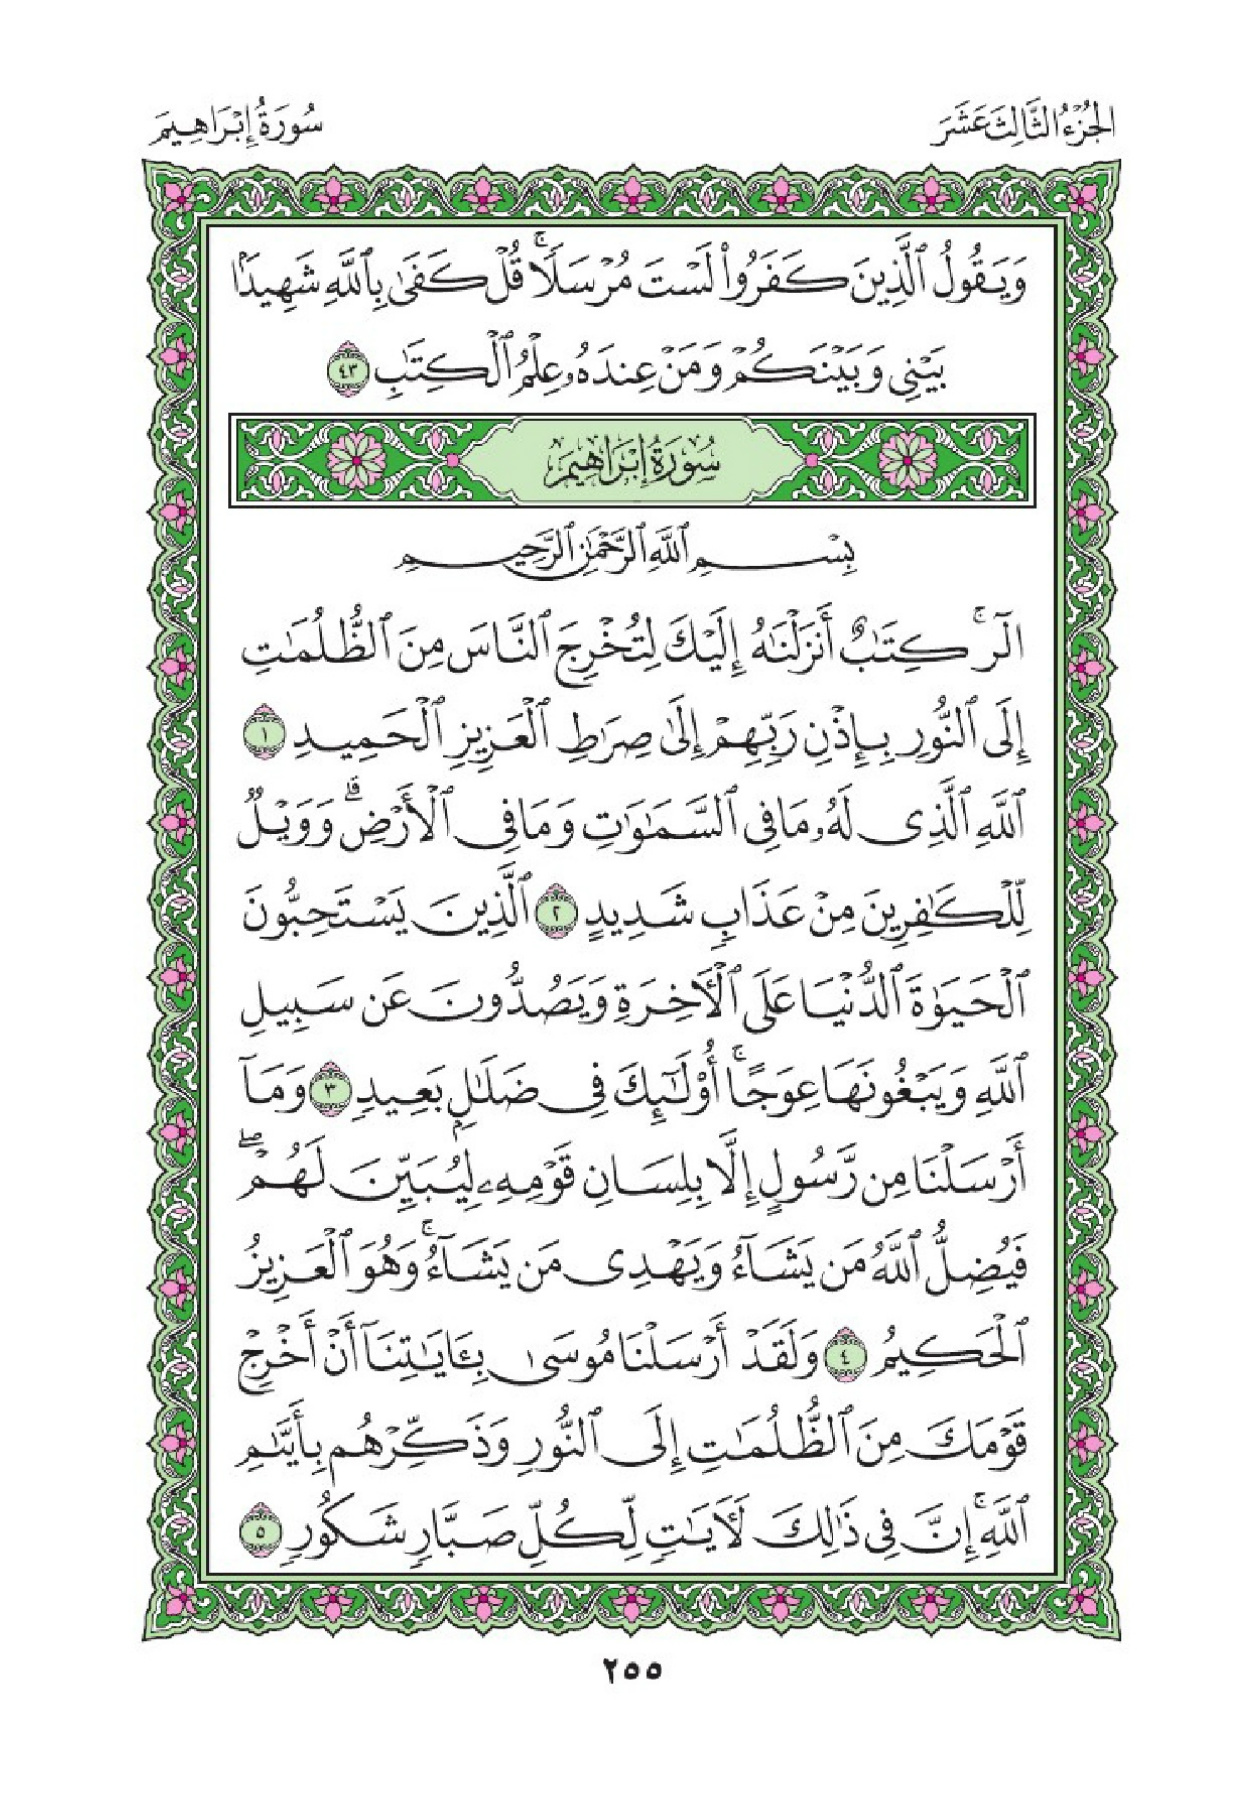 الجُزْءُ الثَّالِثَ عَشَرَ
سُورَةُ إِبْرَاهِيمَ
وَيَقُولُ ٱلَّذِينَ كَفَرُواْ لَسْتَ مُرْسَلًاۚ قُلْ كَفَىٰ بِٱللَّهِ شَهِيدَۢا
بَيْنِي وَبَيْنَكُمْ وَمَنْ عِندَهُۥ عِلْمُ ٱلْكِتَٰبِ ٤٣
سُورَةُ إِبْرَاهِيمَ
بِسْمِ ٱللَّهِ ٱلرَّحْمَٰنِ ٱلرَّحِيمِ
الٓرۚ كِتَٰبٌ أَنزَلْنَٰهُ إِلَيْكَ لِتُخْرِجَ ٱلنَّاسَ مِنَ ٱلظُّلُمَٰتِ
إِلَى ٱلنُّورِ بِإِذْنِ رَبِّهِمْ إِلَىٰ صِرَٰطِ ٱلْعَزِيزِ ٱلْحَمِيدِ ١
ٱللَّهِ ٱلَّذِى لَهُۥ مَا فِى ٱلسَّمَٰوَٰتِ وَمَا فِى ٱلْأَرْضِۗ وَوَيْلٌ
لِّلْكَٰفِرِينَ مِنْ عَذَابٍ شَدِيدٍ ٢ ٱلَّذِينَ يَسْتَحِبُّونَ
ٱلْحَيَوٰةَ ٱلدُّنْيَا عَلَى ٱلْأَخِرَةِ وَيَصُدُّونَ عَن سَبِيلِ
ٱللَّهِ وَيَبْغُونَهَا عِوَجًاۚ أُوْلَٰٓئِكَ فِى ضَلَٰلٍۭ بَعِيدٍ ٣ وَمَآ
أَرْسَلْنَا مِن رَّسُولٍ إِلَّا بِلِسَانِ قَوْمِهِۦ لِيُبَيِّنَ لَهُمْۖ
فَيُضِلُّ ٱللَّهُ مَن يَشَآءُ وَيَهْدِى مَن يَشَآءُۚ وَهُوَ ٱلْعَزِيزُ
ٱلْحَكِيمُ ٤ وَلَقَدْ أَرْسَلْنَا مُوسَىٰ بِـَٔايَٰتِنَآ أَنْ أَخْرِجْ
قَوْمَكَ مِنَ ٱلظُّلُمَٰتِ إِلَى ٱلنُّورِ وَذَكِّرْهُم بِأَيَّىٰمِ
ٱللَّهِۚ إِنَّ فِى ذَٰلِكَ لَأٓيَٰتٍ لِّكُلِّ صَبَّارٍ شَكُورٍ ٥
٢٥٥